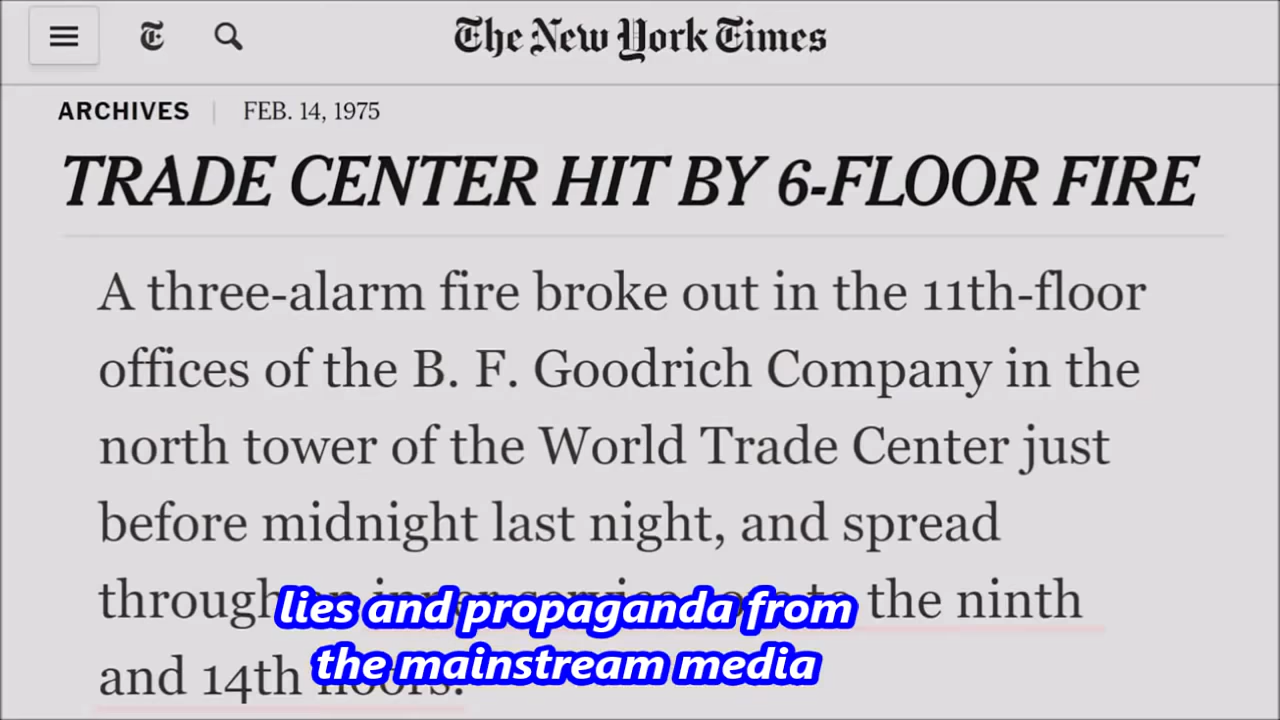 The New York Times
ARCHIVES | FEB. 14, 1975
TRADE CENTER HIT BY 6-FLOOR FIRE
A three-alarm fire broke out in the 11th-floor
offices of the B. F. Goodrich Company in the
north tower of the World Trade Center just
before midnight last night, and spread
through the ninth
lies and propaganda from
and 14th floors.
the mainstream media